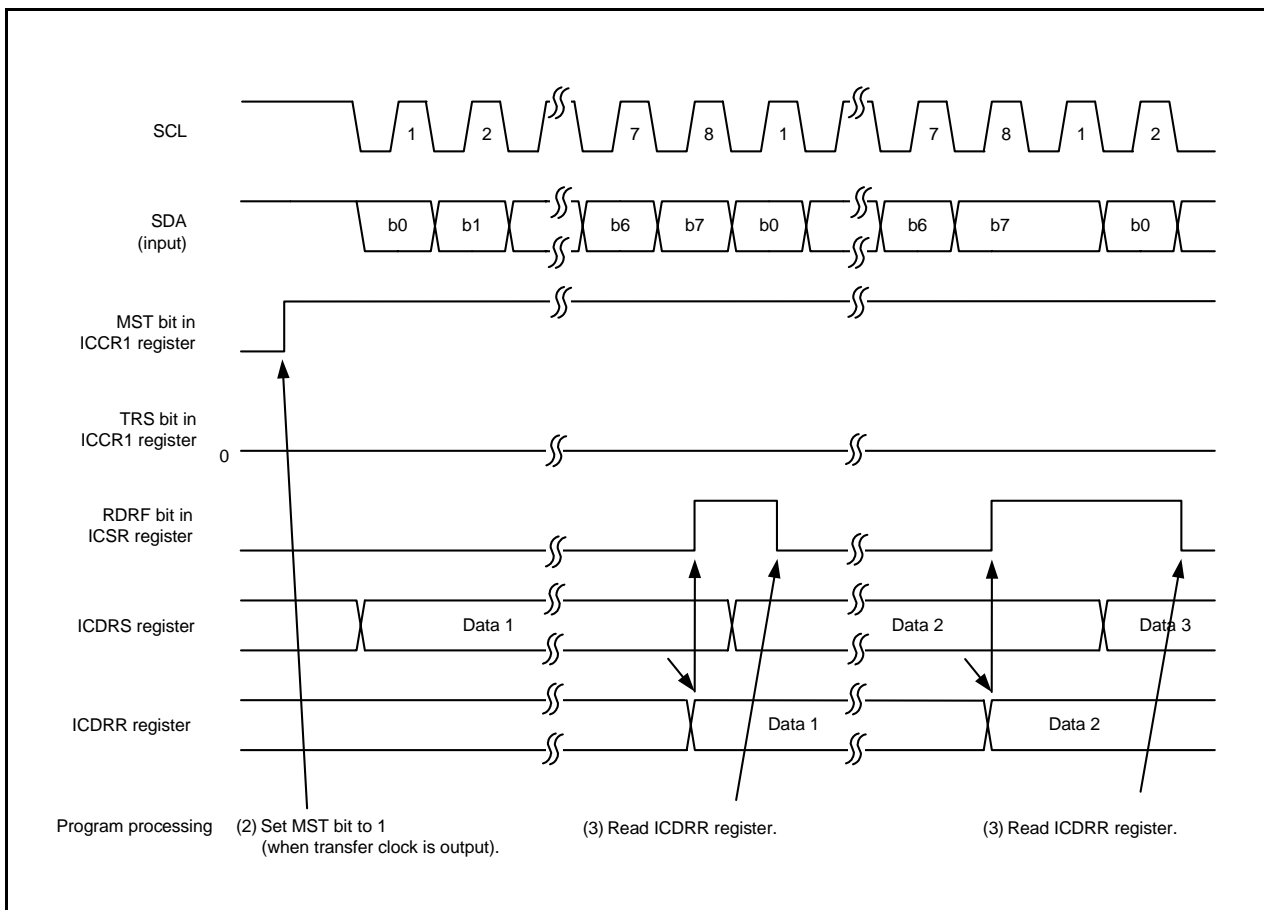 SCL
1 2 7 8 1 7 8 1 2
SDA
(input)
b0 b1 b6 b7 b0 b6 b7 b0
MST bit in
ICCR1 register
TRS bit in
ICCR1 register
0
RDRF bit in
ICSR register
ICDRS register
Data 1 Data 2 Data 3
ICDRR register
Data 1 Data 2
Program processing
(2) Set MST bit to 1
(when transfer clock is output).
(3) Read ICDRR register.
(3) Read ICDRR register.